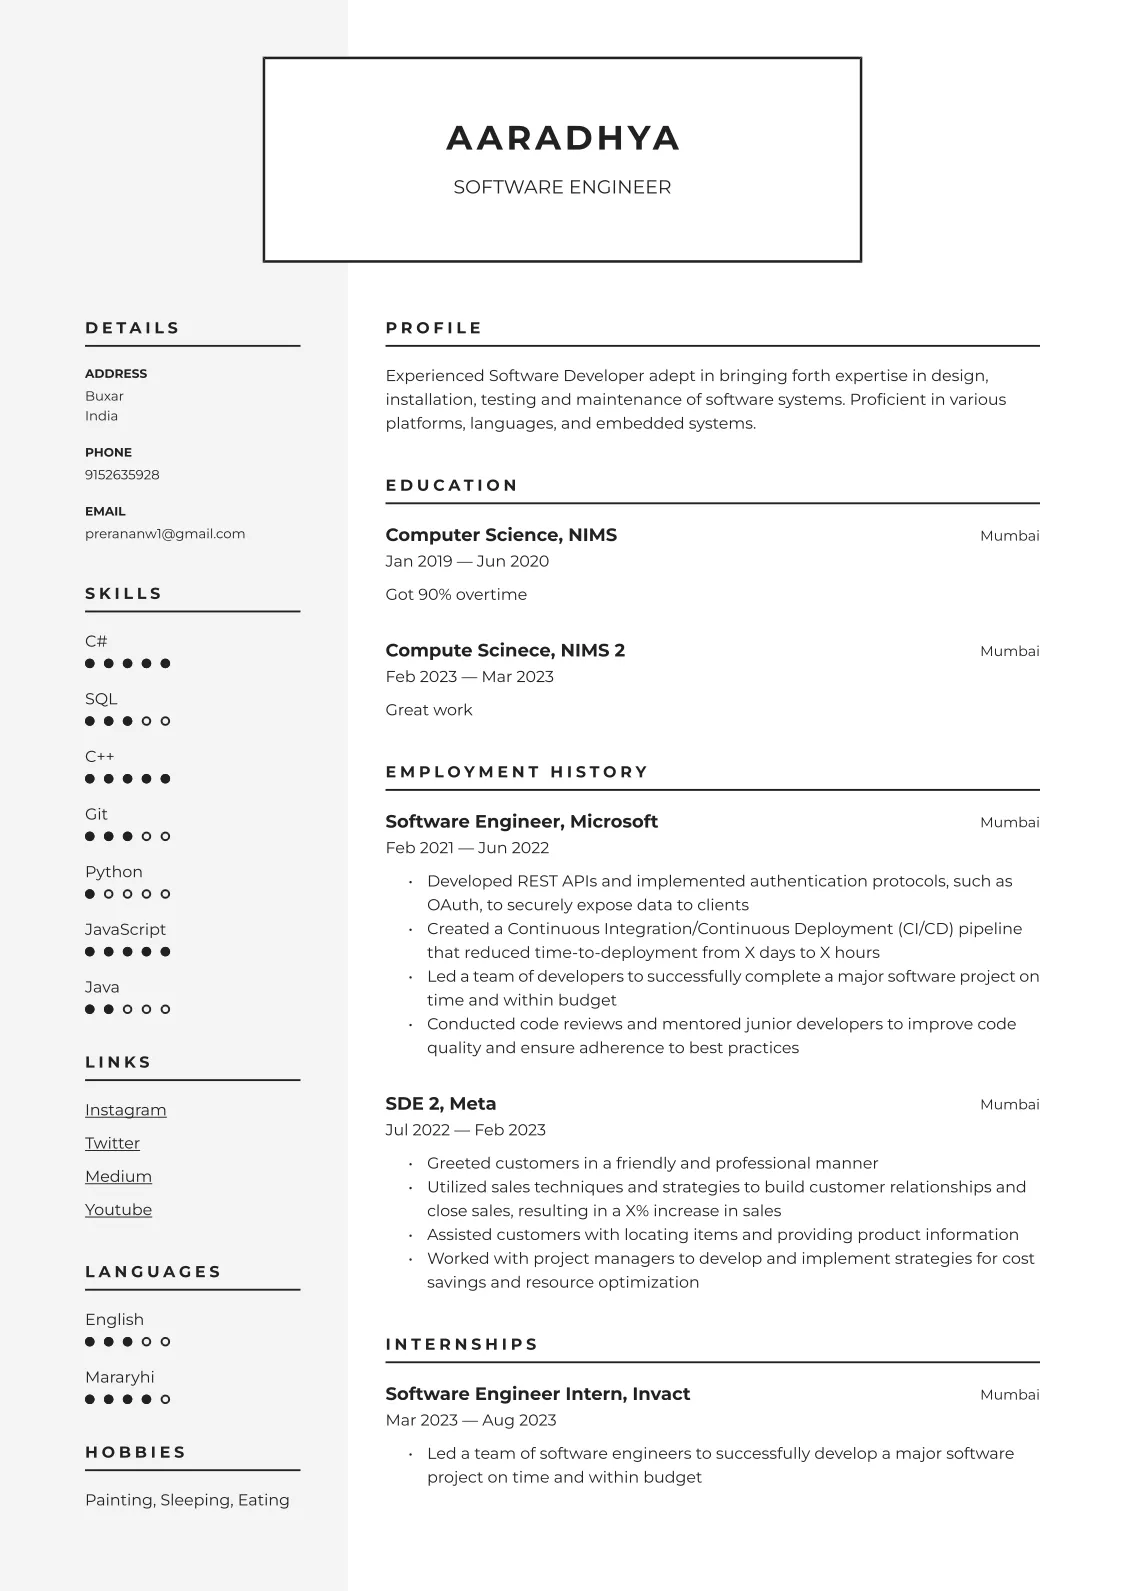 AARADHYA
SOFTWARE ENGINEER
DETAILS
ADDRESS
Buxar
India
PHONE
9152635928
EMAIL
prerananw1@gmail.com
SKILLS
C#
SQL
C++
Git
Python
JavaScript
Java
LINKS
Instagram
Twitter
Medium
Youtube
LANGUAGES
English
Mararyhi
HOBBIES
Painting, Sleeping, Eating
PROFILE
Experienced Software Developer adept in bringing forth expertise in design,
installation, testing and maintenance of software systems. Proficient in various
platforms, languages, and embedded systems.
EDUCATION
Computer Science, NIMS Mumbai
Jan 2019 — Jun 2020
Got 90% overtime
Compute Scinece, NIMS 2 Mumbai
Feb 2023 — Mar 2023
Great work
EMPLOYMENT HISTORY
Software Engineer, Microsoft Mumbai
Feb 2021 — Jun 2022
• Developed REST APIs and implemented authentication protocols, such as
OAuth, to securely expose data to clients
• Created a Continuous Integration/Continuous Deployment (CI/CD) pipeline
that reduced time-to-deployment from X days to X hours
• Led a team of developers to successfully complete a major software project on
time and within budget
• Conducted code reviews and mentored junior developers to improve code
quality and ensure adherence to best practices
SDE 2, Meta Mumbai
Jul 2022 — Feb 2023
• Greeted customers in a friendly and professional manner
• Utilized sales techniques and strategies to build customer relationships and
close sales, resulting in a X% increase in sales
• Assisted customers with locating items and providing product information
• Worked with project managers to develop and implement strategies for cost
savings and resource optimization
INTERNSHIPS
Software Engineer Intern, Invact Mumbai
Mar 2023 — Aug 2023
• Led a team of software engineers to successfully develop a major software
project on time and within budget